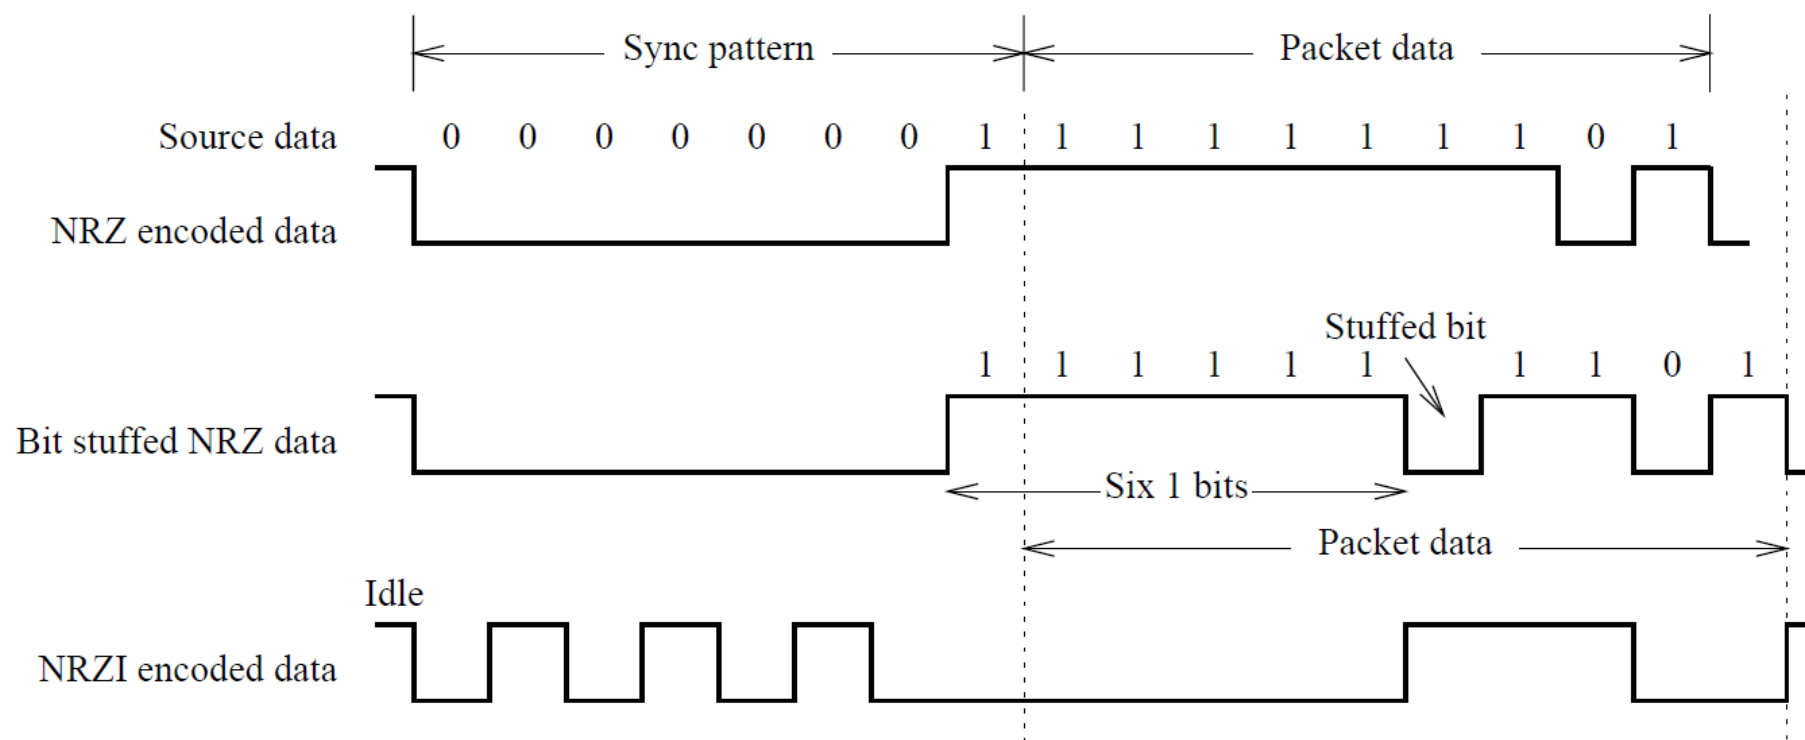 Sync pattern Packet data
Source data 0 0 0 0 0 0 0 1 1 1 1 1 1 1 1 0 1
NRZ encoded data
Stuffed bit
1 1 1 1 1 1 1 1 0 1
Bit stuffed NRZ data
Six 1 bits
Packet data
Idle
NRZI encoded data